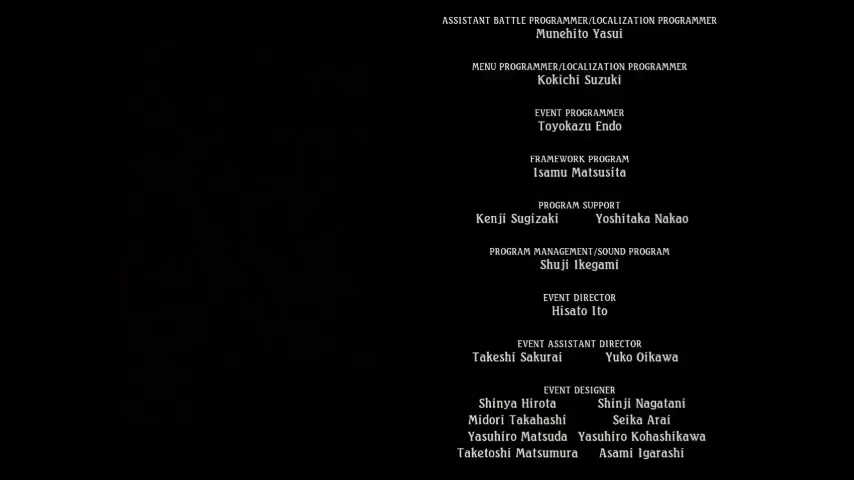 ASSISTANT BATTLE PROGRAMMER/LOCALIZATION PROGRAMMER
Munehito Yasui
MENU PROGRAMMER/LOCALIZATION PROGRAMMER
Kokichi Suzuki
EVENT PROGRAMMER
Toyokazu Endo
FRAMEWORK PROGRAM
Isamu Matsusita
PROGRAM SUPPORT
Kenji Sugizaki Yoshitaka Nakao
PROGRAM MANAGEMENT/SOUND PROGRAM
Shuji Ikegami
EVENT DIRECTOR
Hisato Ito
EVENT ASSISTANT DIRECTOR
Takeshi Sakurai Yuko Oikawa
EVENT DESIGNER
Shinya Hirota Shinji Nagatani
Midori Takahashi Seika Arai
Yasuhiro Matsuda Yasuhiro Kohashikawa
Taketoshi Matsumura Asami Igarashi